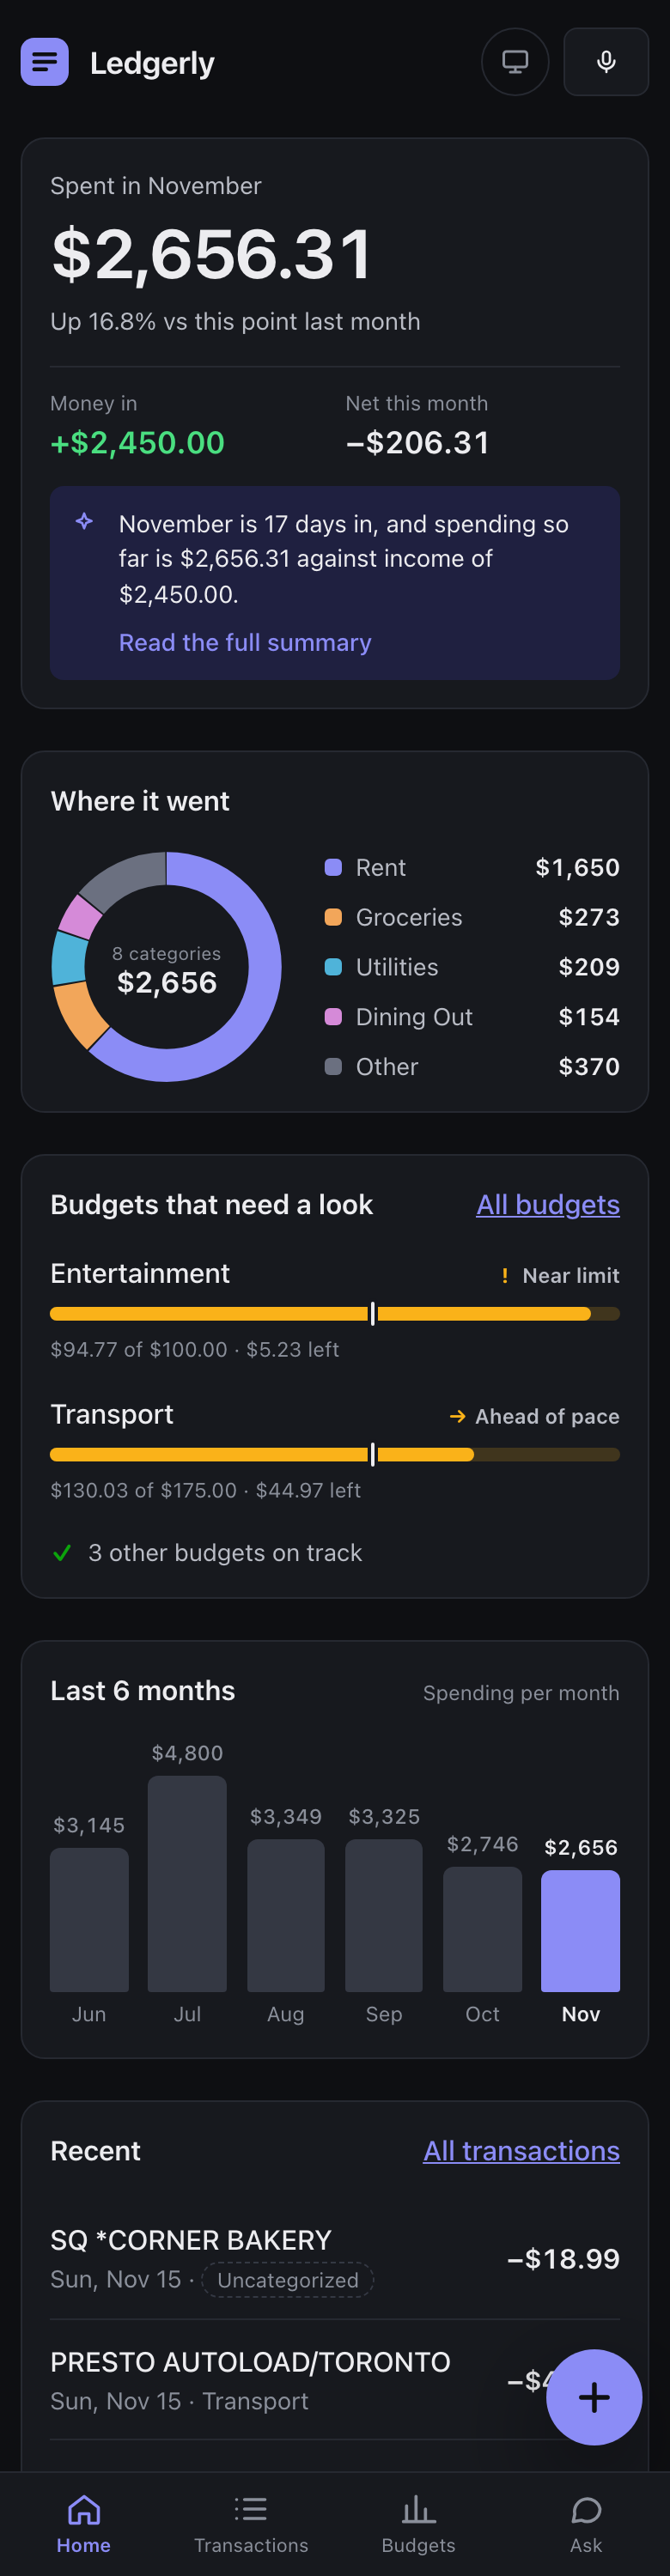 Ledgerly
Spent in November
$2,656.31
Up 16.8% vs this point last month
Money in
Net this month
+$2,450.00
−$206.31
November is 17 days in, and spending so
far is $2,656.31 against income of
$2,450.00.
Read the full summary
Where it went
8 categories
$2,656
Rent $1,650
Groceries $273
Utilities $209
Dining Out $154
Other $370
Budgets that need a look
All budgets
Entertainment
! Near limit
$94.77 of $100.00 · $5.23 left
Transport
→ Ahead of pace
$130.03 of $175.00 · $44.97 left
3 other budgets on track
Last 6 months
Spending per month
$3,145
$4,800
$3,349
$3,325
$2,746
$2,656
Jun
Jul
Aug
Sep
Oct
Nov
Recent
All transactions
SQ *CORNER BAKERY
Sun, Nov 15 · Uncategorized
−$18.99
PRESTO AUTOLOAD/TORONTO
Sun, Nov 15 · Transport
Home
Transactions
Budgets
Ask